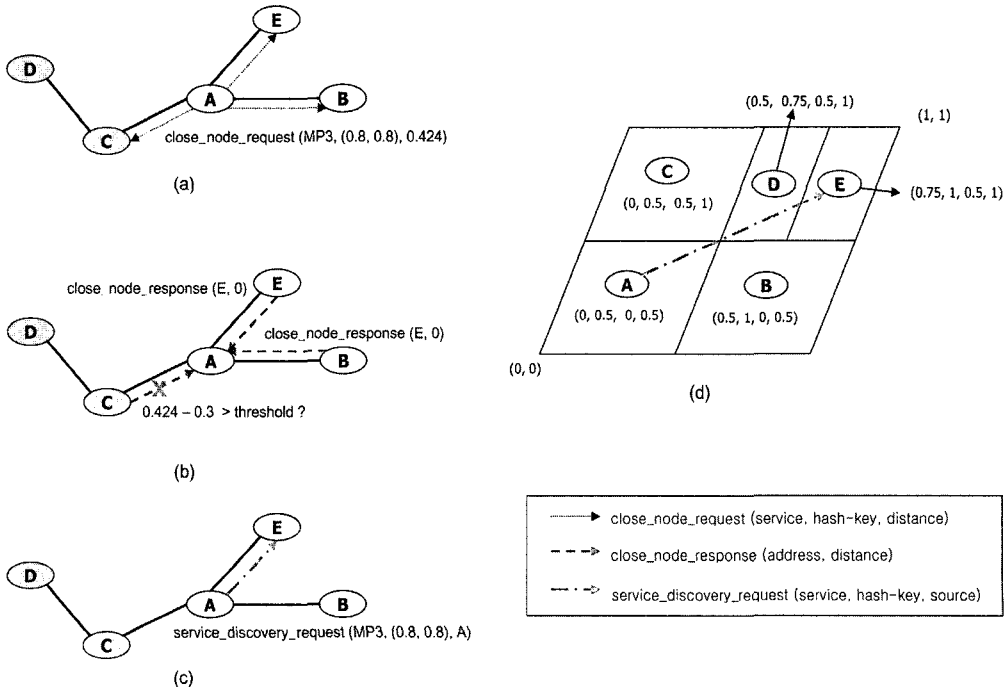 E
D
A
B
C
close_node_request (MP3, (0.8, 0.8), 0.424)
(a)
E
close_node_response (E, 0)
close_node_response (E, 0)
D
A
B
C
0.424 – 0.3 > threshold ?
(b)
E
D
A
B
service_discovery_request (MP3, (0.8, 0.8), A)
C
(c)
(0.5, 0.75, 0.5, 1)
(1, 1)
C
(0, 0.5, 0.5, 1)
D
E
(0.75, 1, 0.5, 1)
A
(0, 0.5, 0, 0.5)
B
(0.5, 1, 0, 0.5)
(0, 0)
(d)
close_node_request (service, hash-key, distance)
close_node_response (address, distance)
service_discovery_request (service, hash-key, source)